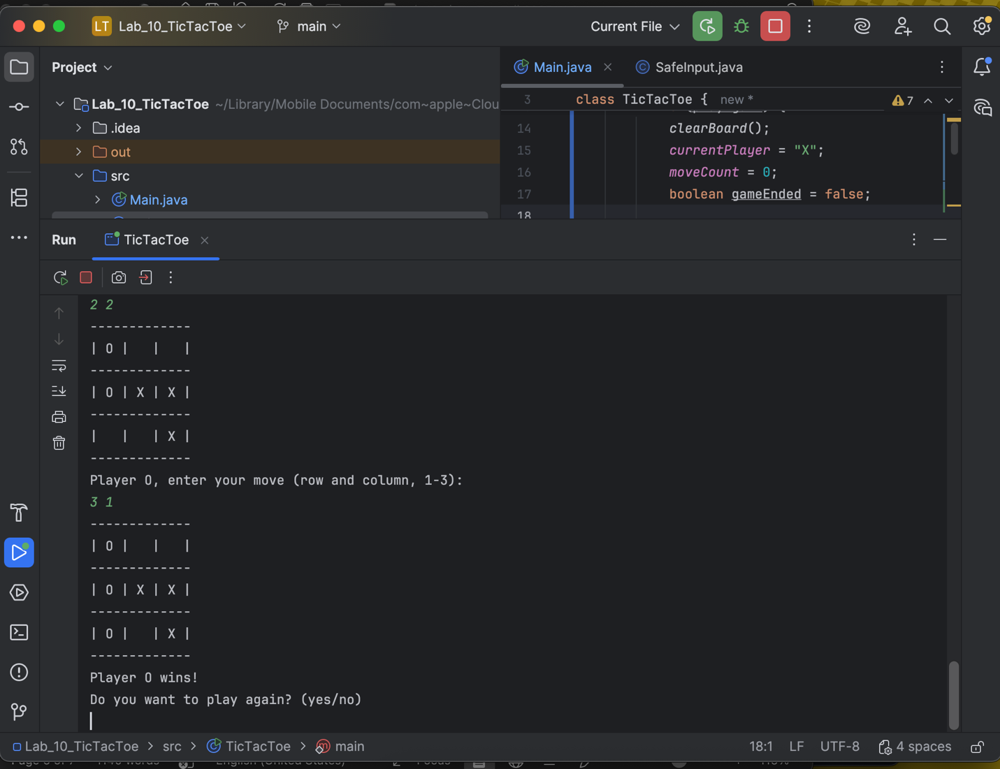 LT Lab_10_TicTacToe main Current File
Project
Main.java SafeInput.java
Lab_10_TicTacToe ~/Library/Mobile Documents/com~apple~Clou
3 class TicTacToe { new * 7
.idea
14 clearBoard();
out
15 currentPlayer = "X";
16 moveCount = 0;
src
17 boolean gameEnded = false;
Main.java
18
Run TicTacToe
2 2
-------------
| O |   |   |
-------------
| O | X | X |
-------------
|   |   | X |
-------------
Player O, enter your move (row and column, 1-3):
3 1
-------------
| O |   |   |
-------------
| O | X | X |
-------------
| O |   | X |
-------------
Player O wins!
Do you want to play again? (yes/no)
Lab_10_TicTacToe > src > TicTacToe > main 18:1 LF UTF-8 4 spaces